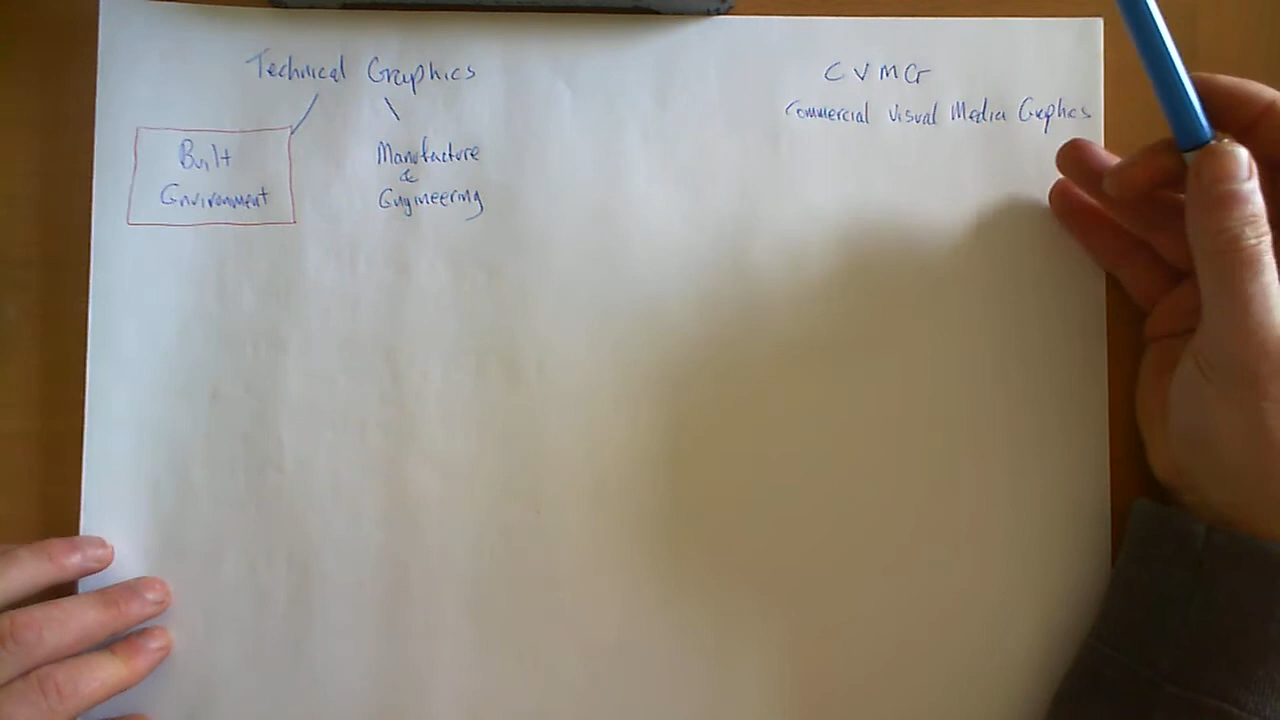 Technical Graphics
CVMG
Commercial Visual Media Graphics
Built
Environment
Manufacture
&
Engineering